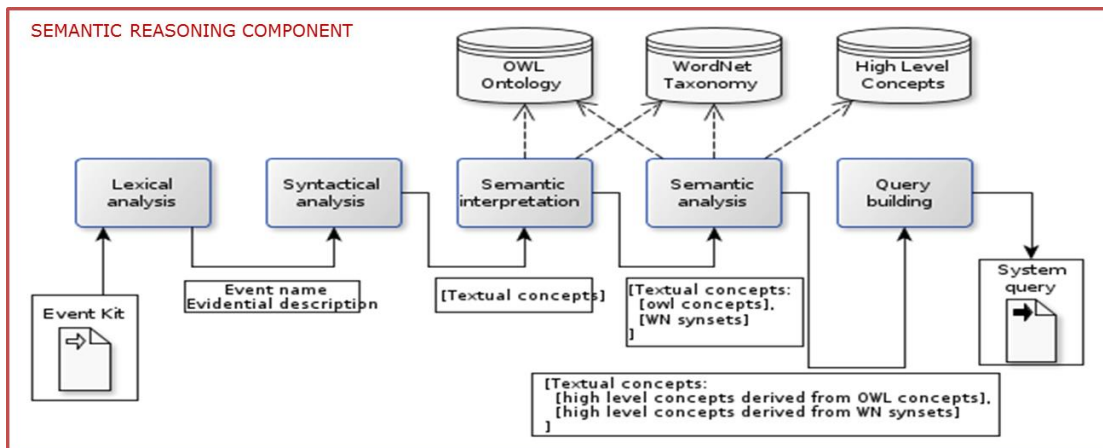 SEMANTIC REASONING COMPONENT
OWL
Ontology
WordNet
Taxonomy
High Level
Concepts
Lexical
analysis
Syntactical
analysis
Semantic
interpretation
Semantic
analysis
Query
building
Event Kit
Event name
Evidential description
[Textual concepts]
[Textual concepts:
[owl concepts],
[WN synsets]
]
System
query
[Textual concepts:
[high level concepts derived from OWL concepts],
[high level concepts derived from WN synsets]
]